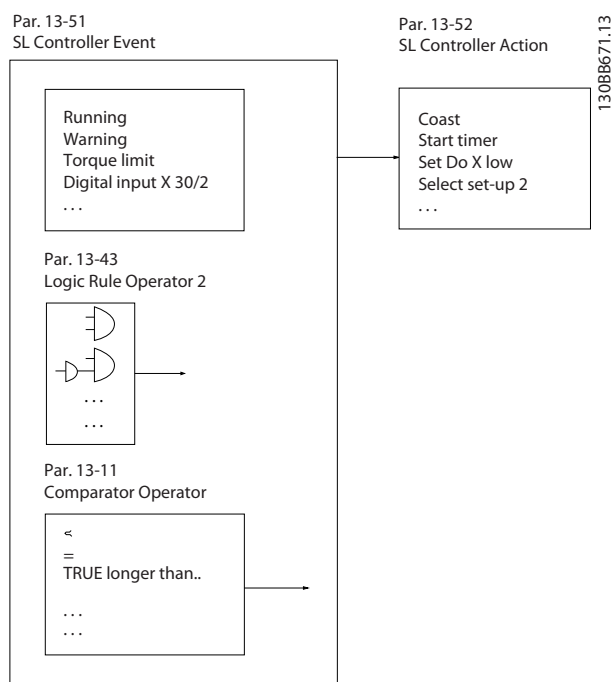 Par. 13-51
SL Controller Event
Par. 13-52
SL Controller Action
130BB671.13
Running
Warning
Torque limit
Digital input X 30/2
. . .
Coast
Start timer
Set Do X low
Select set-up 2
. . .
Par. 13-43
Logic Rule Operator 2
. . .
. . .
Par. 13-11
Comparator Operator
=
TRUE longer than..
. . .
. . .